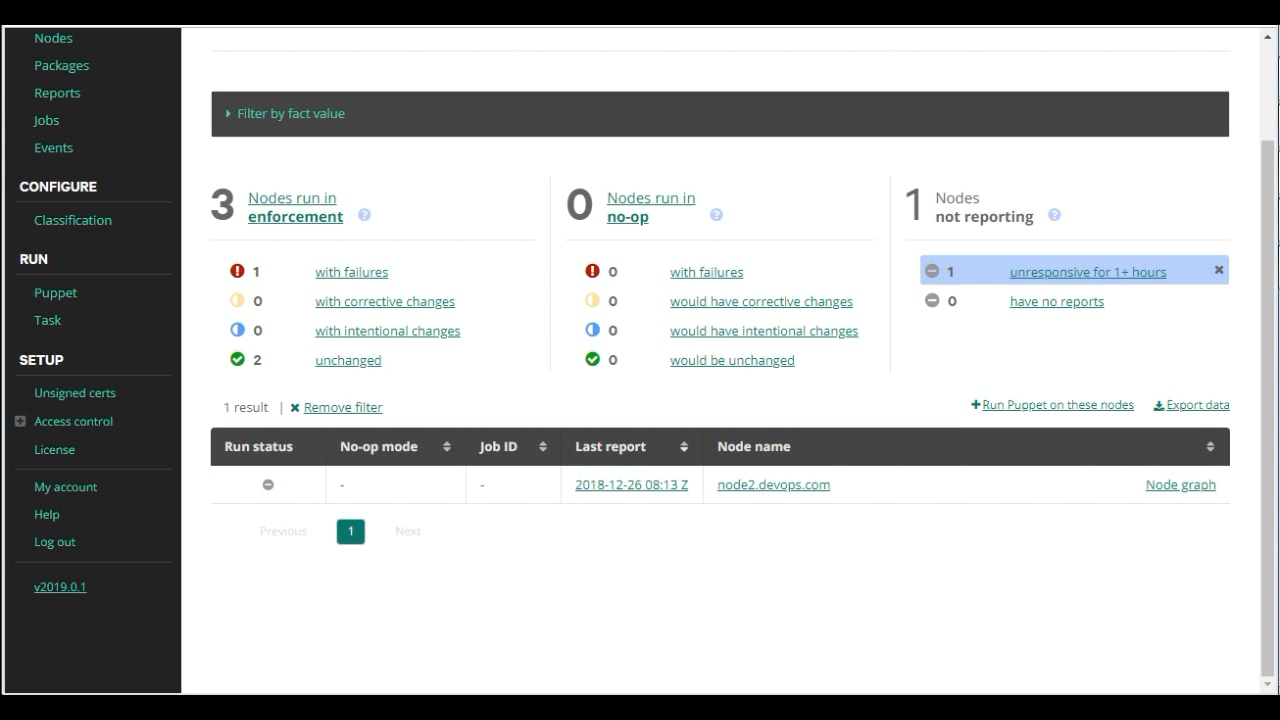 Nodes
Packages
Reports
Jobs
Events
CONFIGURE
Classification
RUN
Puppet
Task
SETUP
Unsigned certs
Access control
License
My account
Help
Log out
v2019.0.1
Filter by fact value
3 Nodes run in
enforcement ?
1 with failures
0 with corrective changes
0 with intentional changes
2 unchanged
0 Nodes run in
no-op ?
0 with failures
0 would have corrective changes
0 would have intentional changes
0 would be unchanged
1 Nodes
not reporting ?
1 unresponsive for 1+ hours
0 have no reports
1 result | Remove filter
Run Puppet on these nodes Export data
Run status No-op mode Job ID Last report Node name
- - 2018-12-26 08:13 Z node2.devops.com Node graph
Previous 1 Next